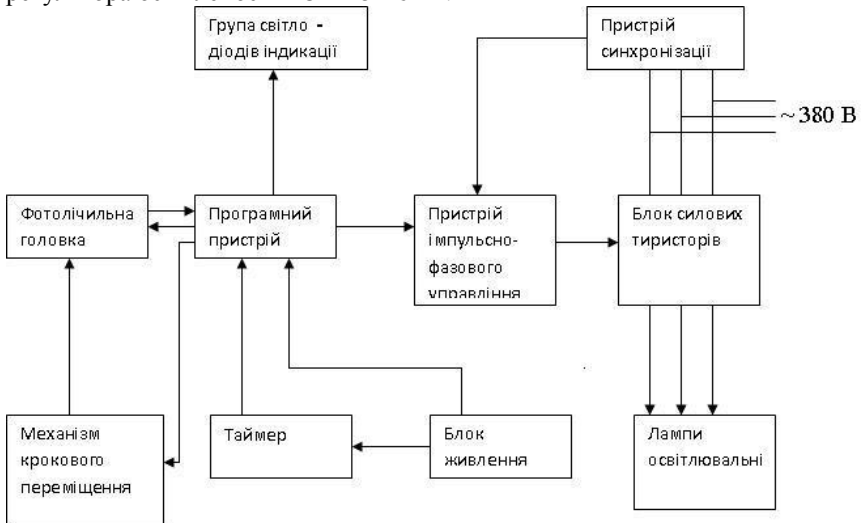 Група світло -
діодів індикації
Пристрій
синхронізації
~ 380 В
Фотолічильна
головка
Програмний
пристрій
Пристрій
імпульсно-
фазового
управління
Блок силових
тиристорів
Механізм
крокового
переміщення
Таймер
Блок
живлення
Лампи
освітлювальні